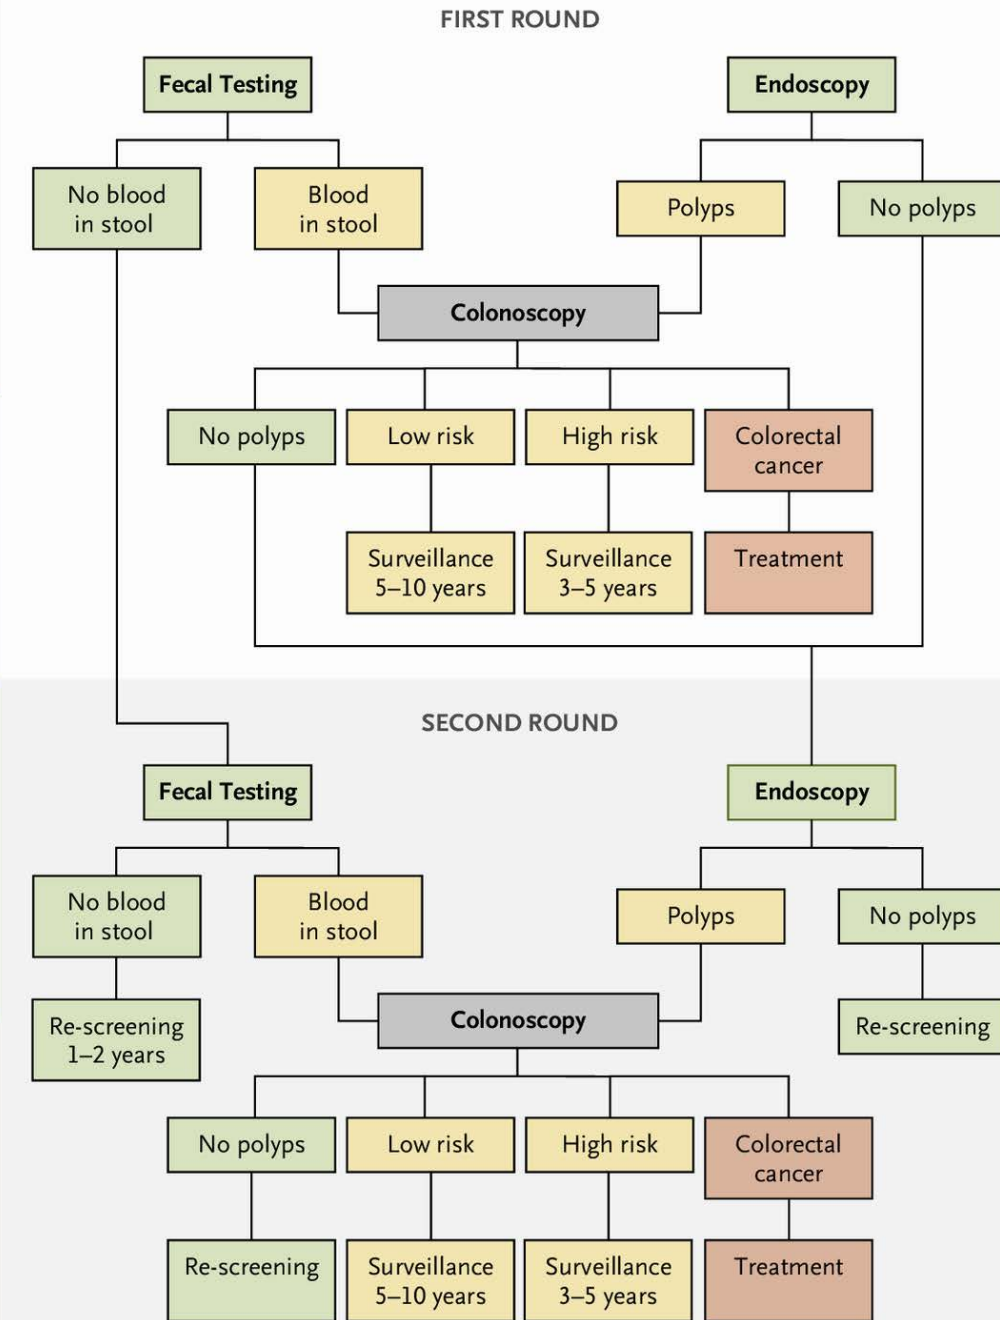 FIRST ROUND
Fecal Testing
Endoscopy
No blood
in stool
Blood
in stool
Polyps
No polyps
Colonoscopy
No polyps
Low risk
High risk
Colorectal
cancer
Surveillance
5–10 years
Surveillance
3–5 years
Treatment
SECOND ROUND
Fecal Testing
Endoscopy
No blood
in stool
Blood
in stool
Polyps
No polyps
Re-screening
1–2 years
Colonoscopy
Re-screening
No polyps
Low risk
High risk
Colorectal
cancer
Re-screening
Surveillance
5–10 years
Surveillance
3–5 years
Treatment